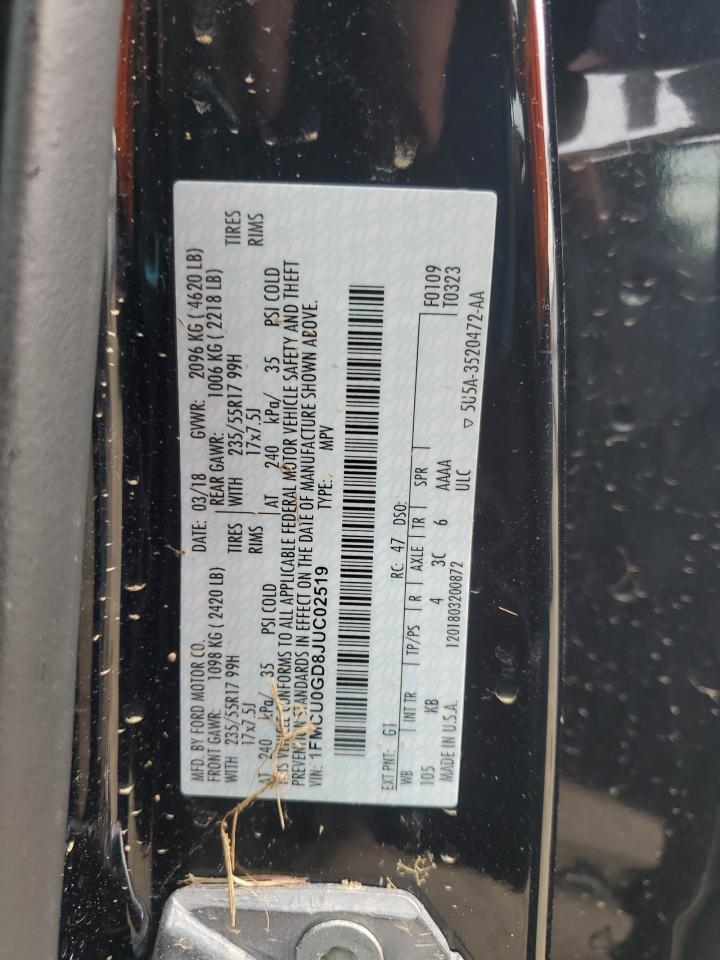 MFD. BY FORD MOTOR CO. DATE: 03/18 GVWR: 2096 KG ( 4620 LB)
FRONT GAWR: 1098 KG ( 2420 LB) REAR GAWR: 1006 KG ( 2218 LB)
WITH 235/55R17 99H TIRES WITH 235/55R17 99H TIRES
17x7.5J RIMS 17x7.5J RIMS
AT 240 kPa/ 35 PSI COLD AT 240 kPa/ 35 PSI COLD
CONFORMS TO ALL APPLICABLE FEDERAL MOTOR VEHICLE SAFETY AND THEFT
PREVENTION STANDARDS IN EFFECT ON THE DATE OF MANUFACTURE SHOWN ABOVE.
VIN: 1FMCU0GD8JUC02519 TYPE: MPV
EXT PNT: G1 RC: 47 DSO: F0109
WB INT TR TP/PS R AXLE TR SPR T0323
105 KB 4 3C 6 AAAA
MADE IN U.S.A. 1201803200872 ULC ▽ 5U5A-3520472-AA